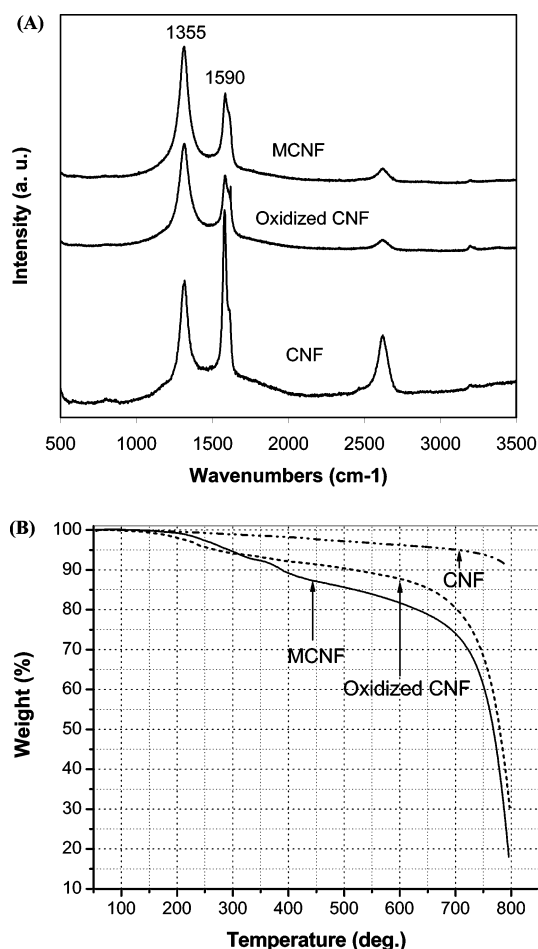 (A)
1355
1590
MCNF
Oxidized CNF
CNF
Intensity (a. u.)
500 1000 1500 2000 2500 3000 3500
Wavenumbers (cm-1)
(B)
100
90
80
70
60
50
40
30
20
10
CNF
MCNF
Oxidized CNF
Weight (%)
100 200 300 400 500 600 700 800
Temperature (deg.)